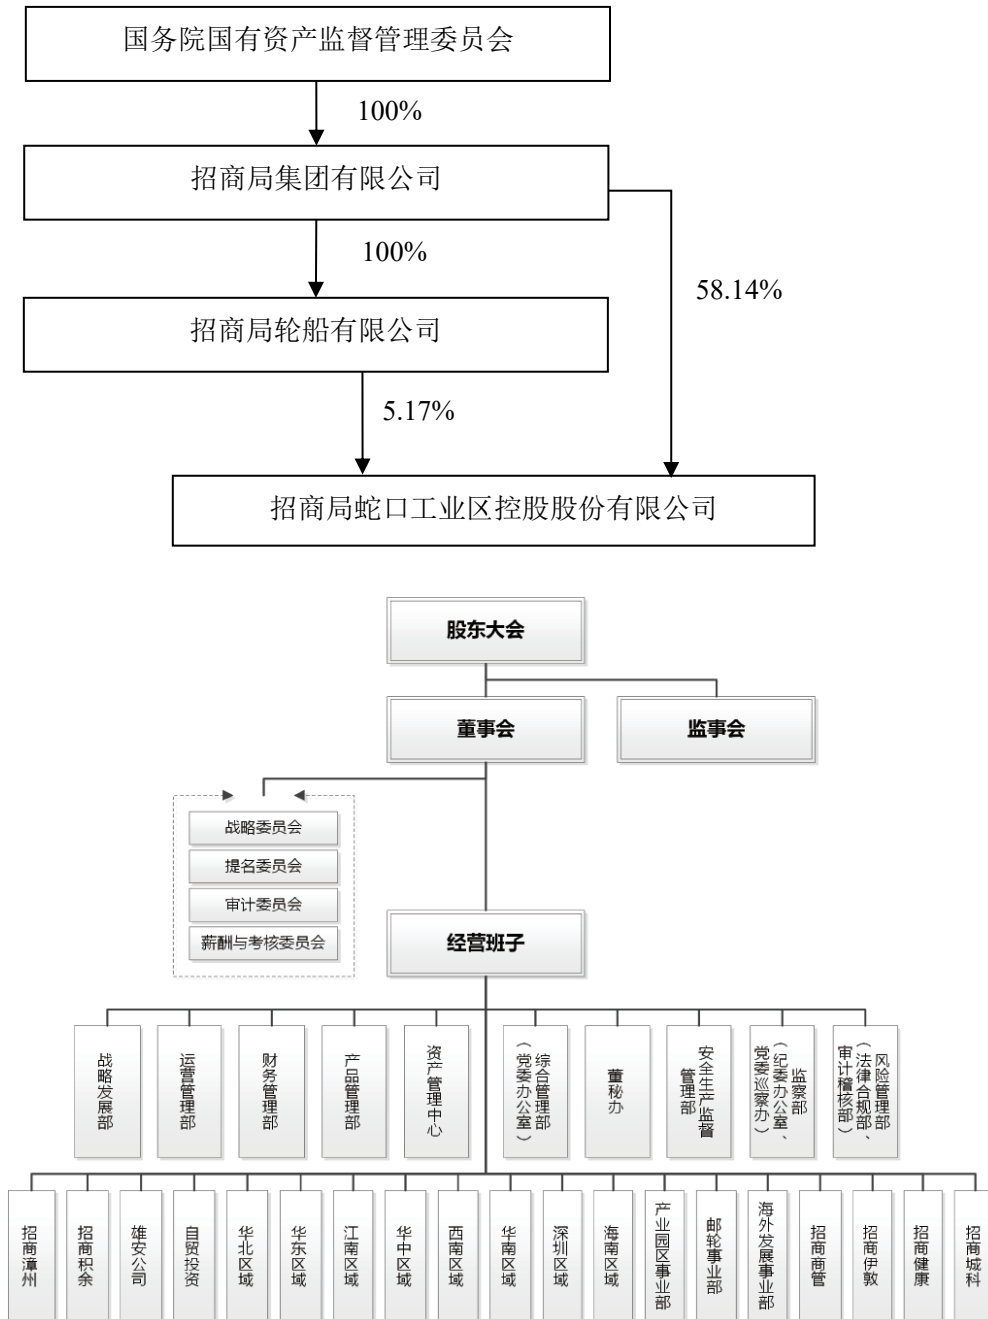 国务院国有资产监督管理委员会
100%
招商局集团有限公司
100%
58.14%
招商局轮船有限公司
5.17%
招商局蛇口工业区控股股份有限公司
股东大会
董事会
监事会
战略委员会
提名委员会
审计委员会
薪酬与考核委员会
经营班子
战略发展部
运营管理部
财务管理部
产品管理部
资产管理中心
综合管理部
（党委办公室）
董秘办
安全生产监督
管理部
监察部
（纪委办公室、
党委巡察办）
风险管理部
（法律合规部、
审计稽核部）
招商漳州
招商积余
雄安公司
自贸投资
华北区域
华东区域
江南区域
华中区域
西南区域
华南区域
深圳区域
海南区域
产业园区事业部
邮轮事业部
海外发展事业部
招商商管
招商伊敦
招商健康
招商城科